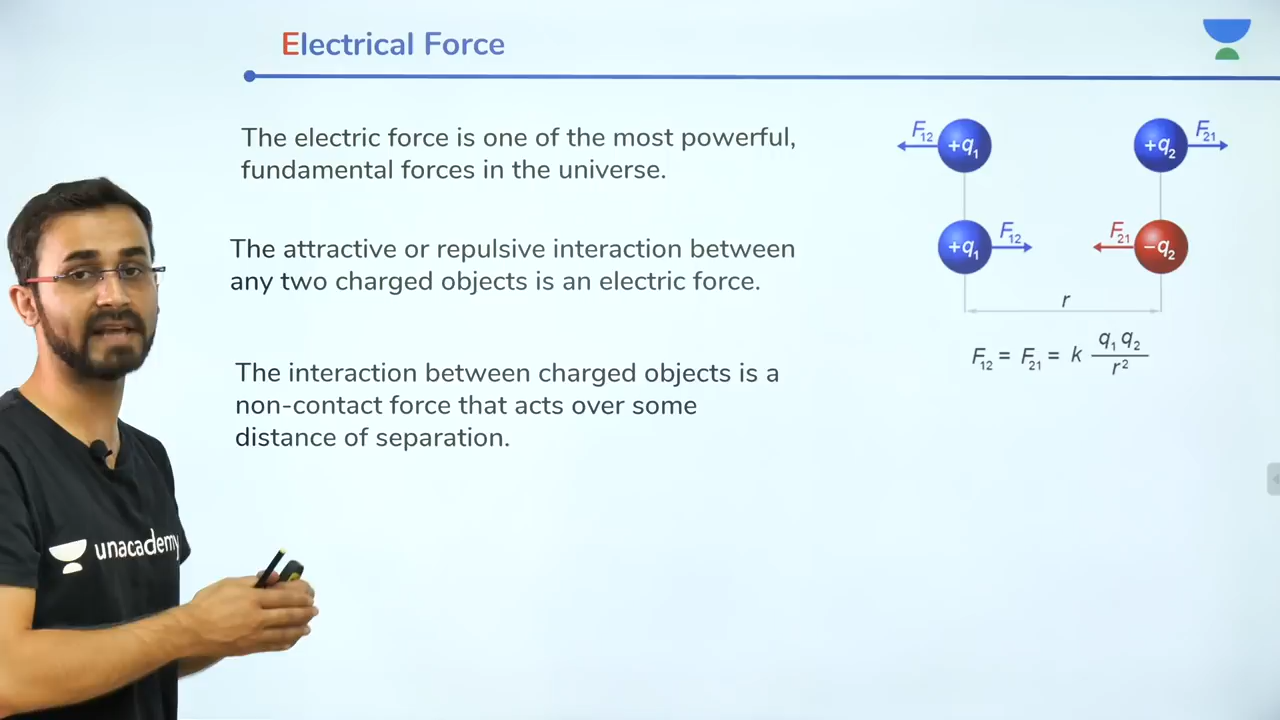 Electrical Force
The electric force is one of the most powerful,
fundamental forces in the universe.
The attractive or repulsive interaction between
any two charged objects is an electric force.
The interaction between charged objects is a
non-contact force that acts over some
distance of separation.
F12 +q1 +q2 F21
+q1 F12 F21 −q2
r
F12 = F21 = k q1 q2 / r²
unacademy